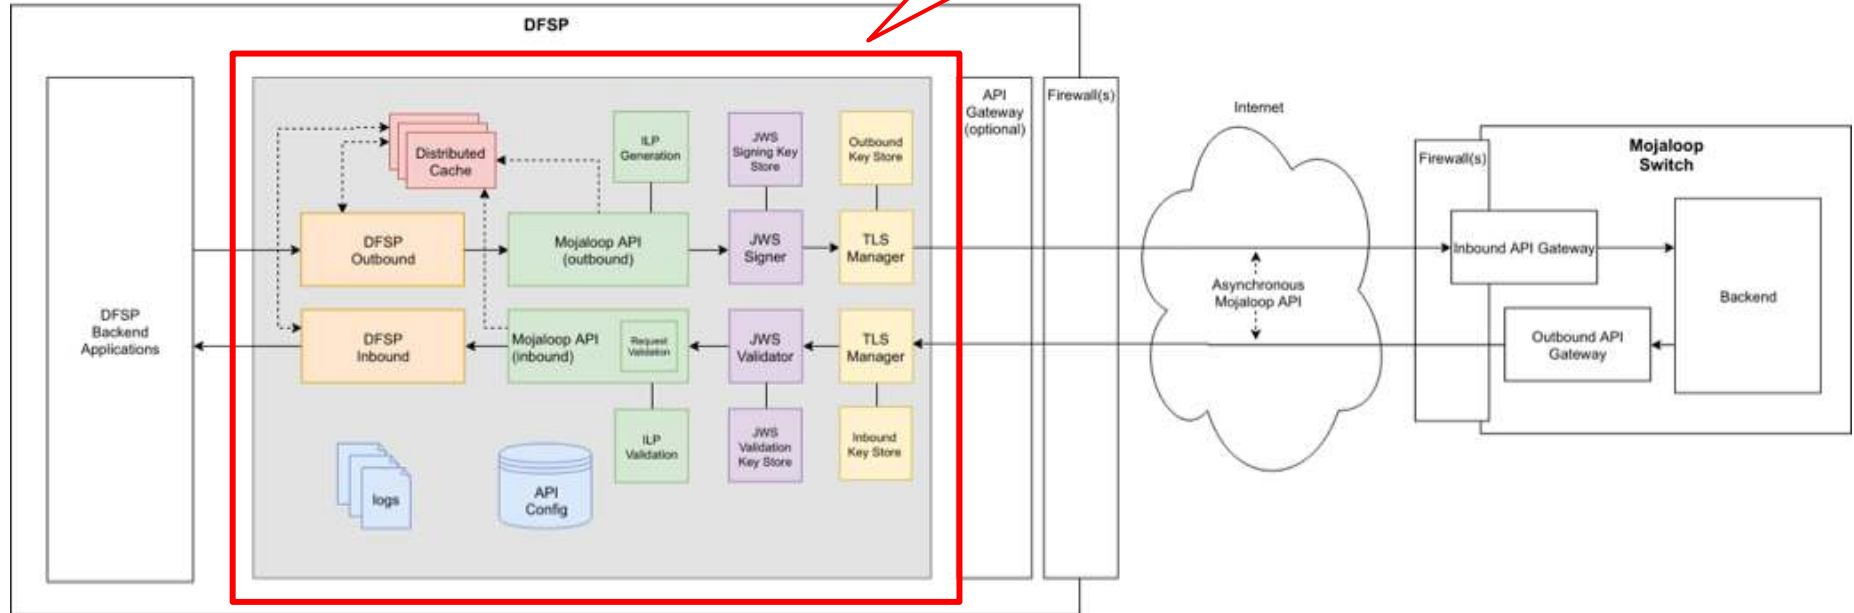 DFSP
DFSP
Backend
Applications
Distributed
Cache
ILP
Generation
JWS
Signing Key
Store
Outbound
Key Store
DFSP
Outbound
Mojaloop API
(outbound)
JWS
Signer
TLS
Manager
DFSP
Inbound
Mojaloop API
(inbound)
Request
Validation
JWS
Validator
TLS
Manager
ILP
Validation
JWS
Validation
Key Store
Inbound
Key Store
logs
API
Config
API
Gateway
(optional)
Firewall(s)
Internet
Asynchronous
Mojaloop API
Firewall(s)
Mojaloop
Switch
Inbound API Gateway
Outbound API
Gateway
Backend